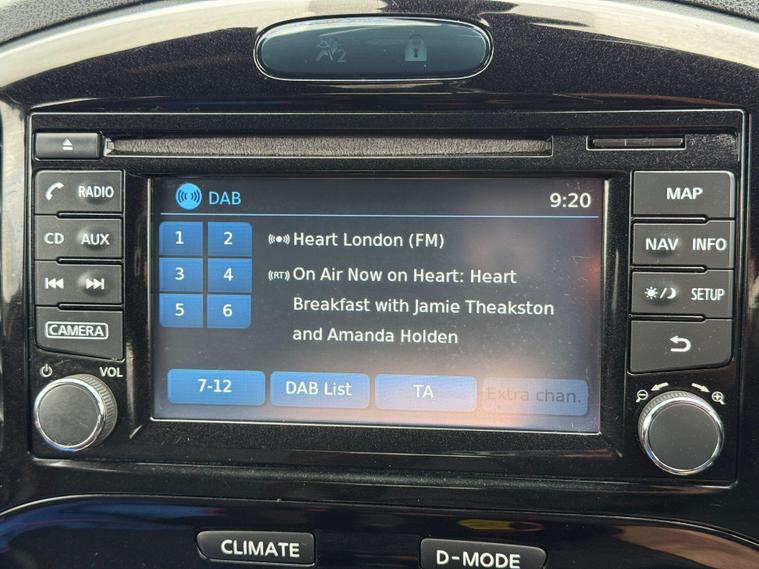 2
RADIO
MAP
DAB 9:20
CD AUX
1 2
Heart London (FM)
NAV INFO
3 4
((RT)) On Air Now on Heart: Heart
Breakfast with Jamie Theakston
and Amanda Holden
SETUP
5 6
CAMERA
VOL
7-12
DAB List
TA
Extra chan.
CLIMATE
D-MODE